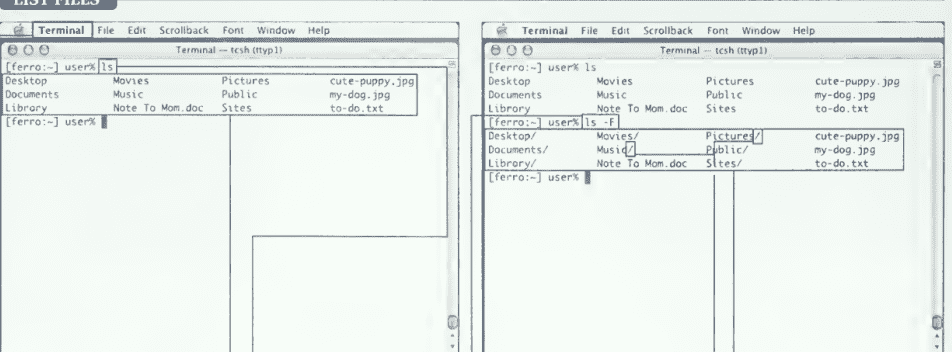 LIST FILES
Terminal File Edit Scrollback Font Window Help
Terminal — tcsh (ttyp1)
[ferro:~] user% ls
Desktop Movies Pictures cute-puppy.jpg
Documents Music Public my-dog.jpg
Library Note To Mom.doc Sites to-do.txt
[ferro:~] user%
Terminal File Edit Scrollback Font Window Help
Terminal — tcsh (ttyp1)
[ferro:~] user% ls
Desktop Movies Pictures cute-puppy.jpg
Documents Music Public my-dog.jpg
Library Note To Mom.doc Sites to-do.txt
[ferro:~] user% ls -F
Desktop/ Movies/ Pictures/ cute-puppy.jpg
Documents/ Music/ Public/ my-dog.jpg
Library/ Note To Mom.doc Sites/ to-do.txt
[ferro:~] user%